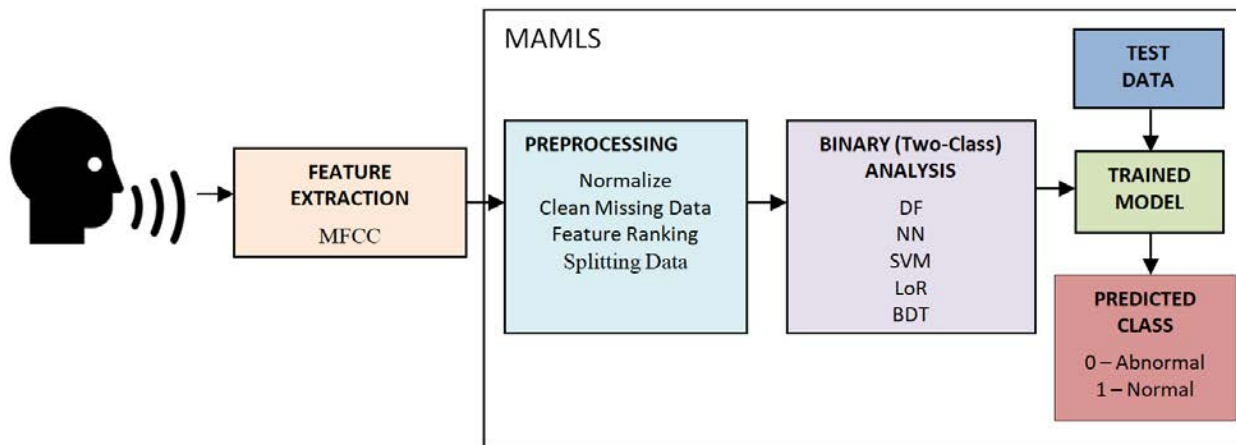 MAMLS
FEATURE
EXTRACTION
MFCC
PREPROCESSING
Normalize
Clean Missing Data
Feature Ranking
Splitting Data
BINARY (Two-Class)
ANALYSIS
DF
NN
SVM
LoR
BDT
TEST
DATA
TRAINED
MODEL
PREDICTED
CLASS
0 – Abnormal
1 – Normal